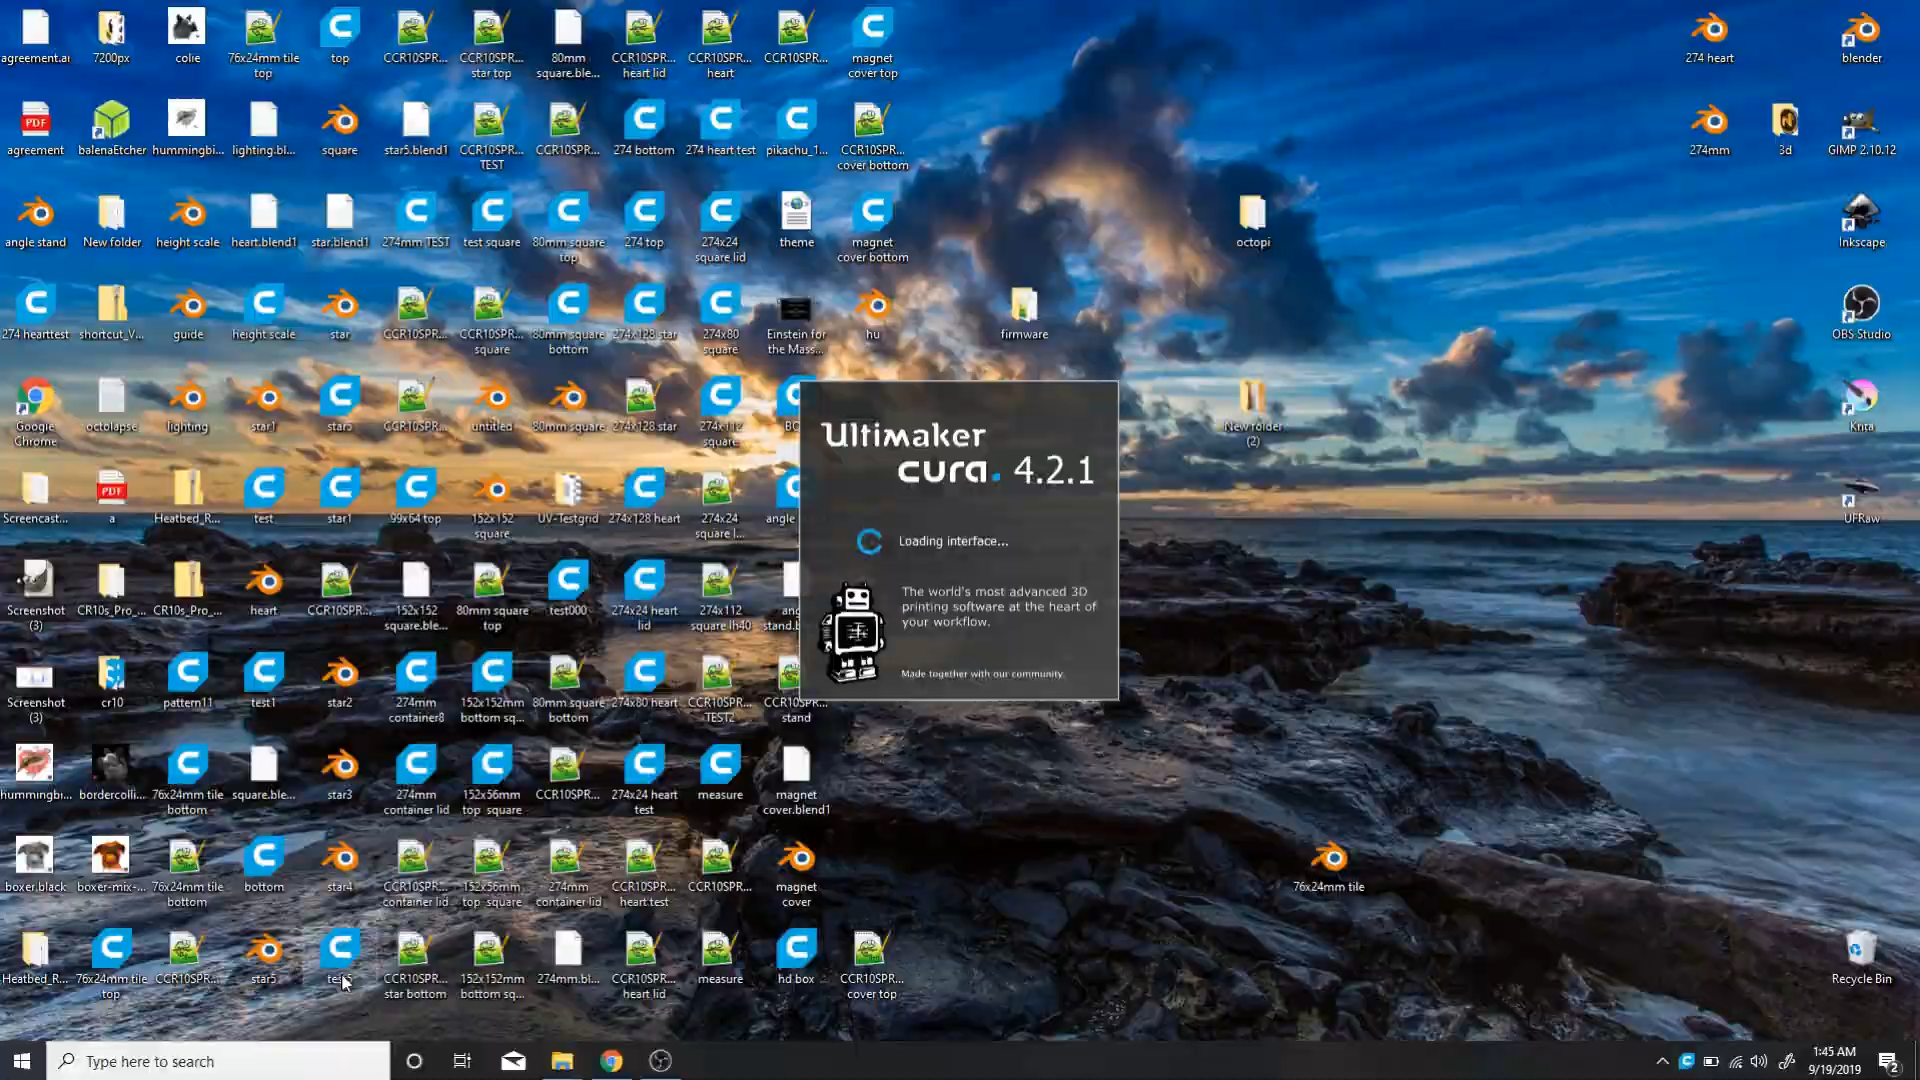 agreement.ai
7200px
colie
76x24mm tile
top
top
CCR10SPR...
CCR10SPR...
star top
80mm
square.ble...
CCR10SPR...
heart lid
CCR10SPR...
heart
CCR10SPR...
magnet
cover top
274 heart
blender
agreement
balenaEtcher
hummingbi...
lighting.bl...
square
star5.blend1
CCR10SPR...
TEST
CCR10SPR...
274 bottom
274 heart.test
pikachu_1...
CCR10SPR...
cover bottom
274mm
3d
GIMP 2.10.12
angle stand
New folder
height scale
heart.blend1
star.blend1
274mm TEST
test square
80mm square
top
274 top
274x24
square lid
theme
magnet
cover bottom
octopi
Inkscape
274 hearttest
shortcut_V...
guide
height scale
star
CCR10SPR...
CCR10SPR...
square
80mm square
bottom
274x128 star
274x80
square
Einstein for
the Mass...
hu
firmware
OBS Studio
Google
Chrome
octolapse
lighting
star1
star5
CCR10SPR...
untitled
80mm square
274x128 star
274x112
square
New folder
(2)
Krita
Screencast...
a
Heatbed_R...
test
star1
99x64 top
152x152
square
UV-Testgrid
274x128 heart
274x24
square l...
angle
UFRaw
Screenshot
(3)
CR10s_Pro_...
CR10s_Pro_...
heart
CCR10SPR...
152x152
square.ble...
80mm square
top
test000
274x24 heart
lid
274x112
square lh40
stand.b
Screenshot
(3)
cr10
pattern11
test1
star2
274mm
container8
152x152mm
bottom sq...
80mm square
bottom
274x80 heart
CCR10SPR...
TEST2
CCR10SPR...
stand
hummingbi...
bordercolli...
76x24mm tile
bottom
square.ble...
star3
274mm
container lid
152x56mm
top square
CCR10SPR...
274x24 heart
test
measure
magnet
cover.blend1
boxer.black
boxer-mix-...
76x24mm tile
bottom
bottom
star4
CCR10SPR...
container lid
152x56mm
top square
274mm
container lid
CCR10SPR...
heart test
CCR10SPR...
magnet
cover
76x24mm tile
Heatbed_R...
76x24mm tile
top
CCR10SPR...
star5
CCR10SPR...
star bottom
152x152mm
bottom sq...
274mm.bl...
CCR10SPR...
heart lid
measure
hd box
CCR10SPR...
cover top
Recycle Bin
PDF
PDF
Ultimaker
cura. 4.2.1
Loading interface...
The world's most advanced 3D
printing software at the heart of
your workflow.
Made together with our community.
Type here to search
1:45 AM
9/19/2019
2